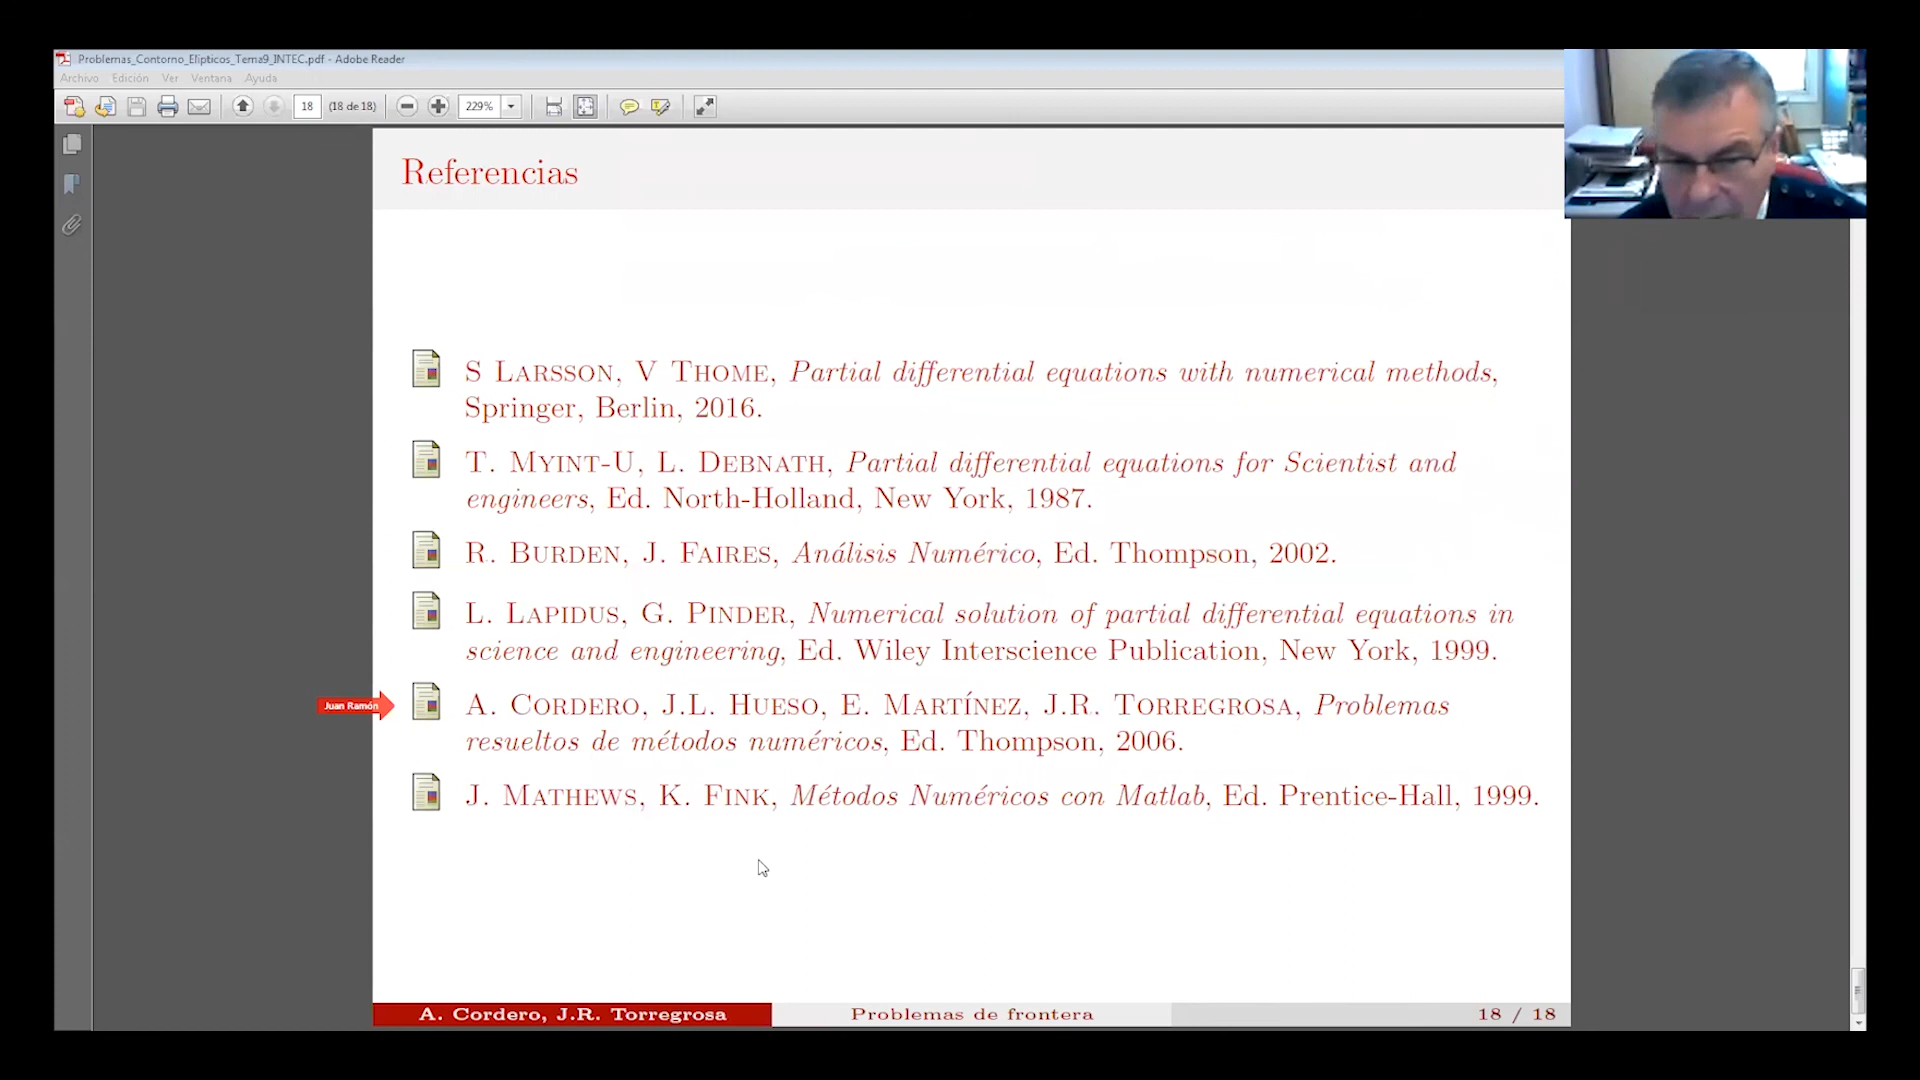 Problemas_Contorno_Elipticos_Tema9_INTEC.pdf - Adobe Reader
Archivo Edición Ver Ventana Ayuda
18 (18 de 18) 229%
Referencias
S LARSSON, V THOME, Partial differential equations with numerical methods,
Springer, Berlin, 2016.
T. MYINT-U, L. DEBNATH, Partial differential equations for Scientist and
engineers, Ed. North-Holland, New York, 1987.
R. BURDEN, J. FAIRES, Análisis Numérico, Ed. Thompson, 2002.
L. LAPIDUS, G. PINDER, Numerical solution of partial differential equations in
science and engineering, Ed. Wiley Interscience Publication, New York, 1999.
Juan Ramón
A. CORDERO, J.L. HUESO, E. MARTÍNEZ, J.R. TORREGROSA, Problemas
resueltos de métodos numéricos, Ed. Thompson, 2006.
J. MATHEWS, K. FINK, Métodos Numéricos con Matlab, Ed. Prentice-Hall, 1999.
A. Cordero, J.R. Torregrosa Problemas de frontera 18 / 18